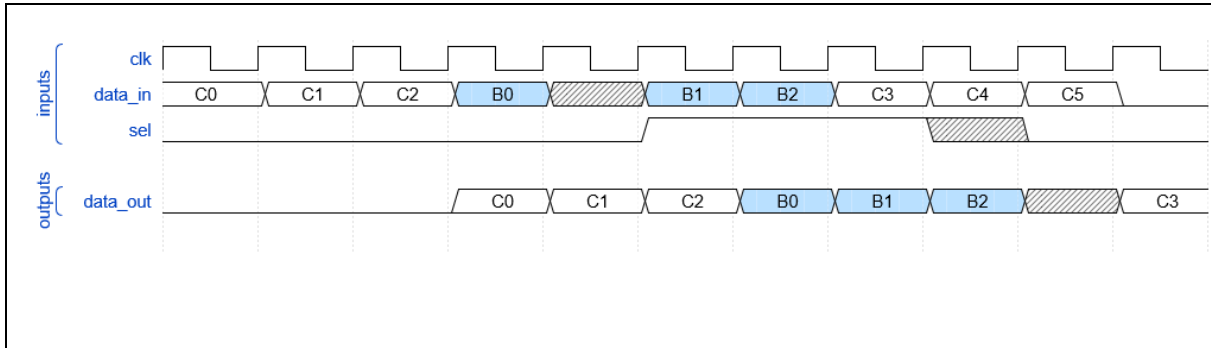 inputs
clk
data_in C0 C1 C2 B0 B1 B2 C3 C4 C5
sel
outputs
data_out C0 C1 C2 B0 B1 B2 C3